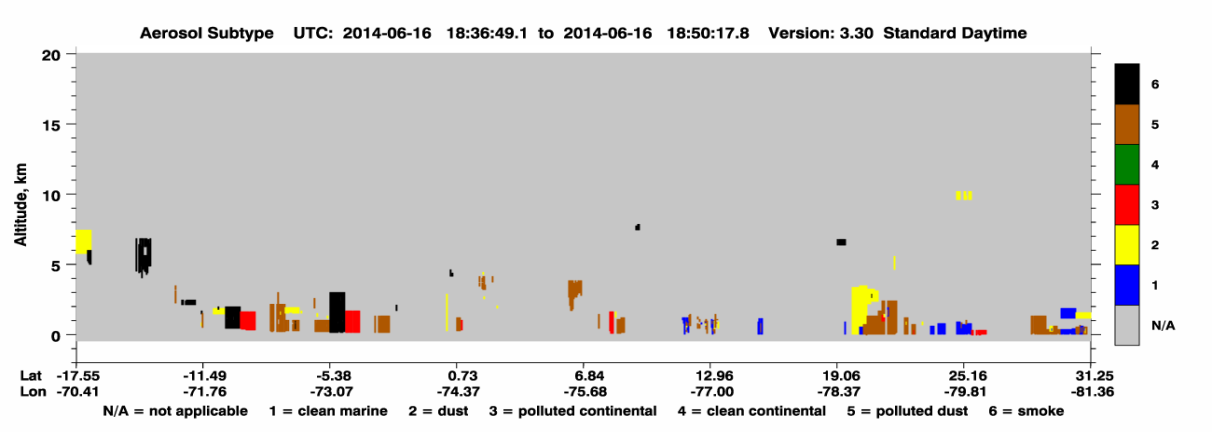 Aerosol Subtype UTC: 2014-06-16 18:36:49.1 to 2014-06-16 18:50:17.8 Version: 3.30 Standard Daytime
20
15
10
5
0
Altitude, km
6
5
4
3
2
1
N/A
Lat -17.55 -11.49 -5.38 0.73 6.84 12.96 19.06 25.16 31.25
Lon -70.41 -71.76 -73.07 -74.37 -75.68 -77.00 -78.37 -79.81 -81.36
N/A = not applicable 1 = clean marine 2 = dust 3 = polluted continental 4 = clean continental 5 = polluted dust 6 = smoke